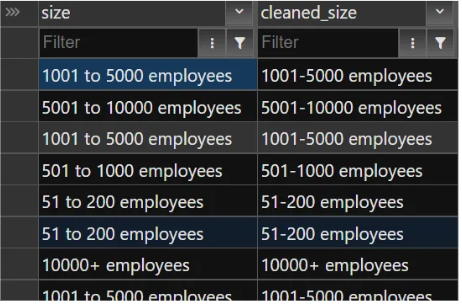 size cleaned_size
Filter Filter
1001 to 5000 employees 1001-5000 employees
5001 to 10000 employees 5001-10000 employees
1001 to 5000 employees 1001-5000 employees
501 to 1000 employees 501-1000 employees
51 to 200 employees 51-200 employees
51 to 200 employees 51-200 employees
10000+ employees 10000+ employees
1001 to 5000 employees 1001-5000 employees